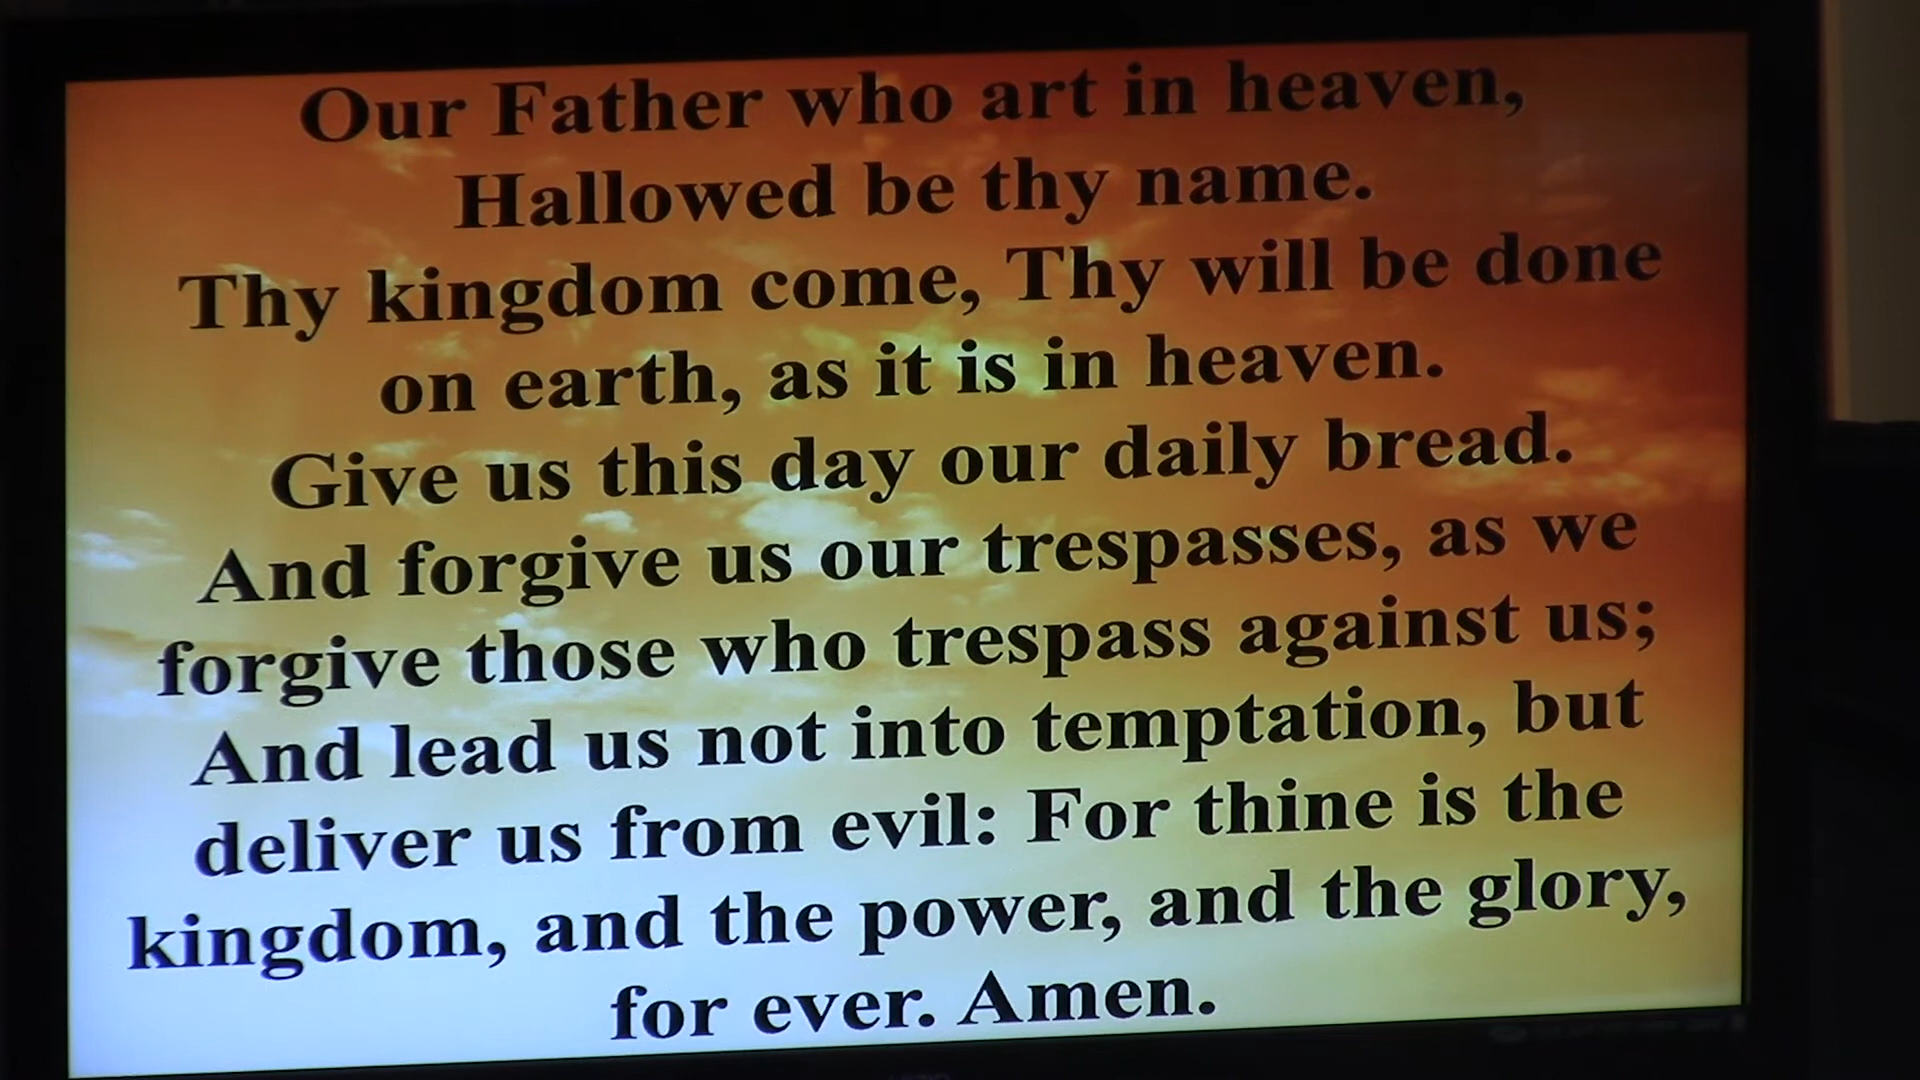 Our Father who art in heaven,
Hallowed be thy name.
Thy kingdom come, Thy will be done
on earth, as it is in heaven.
Give us this day our daily bread.
And forgive us our trespasses, as we
forgive those who trespass against us;
And lead us not into temptation, but
deliver us from evil: For thine is the
kingdom, and the power, and the glory,
for ever. Amen.